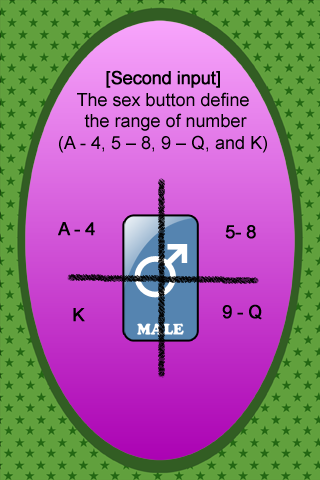 [Second input]
The sex button define
the range of number
(A - 4, 5 – 8, 9 – Q, and K)
A - 4
5- 8
K
9 - Q
MALE